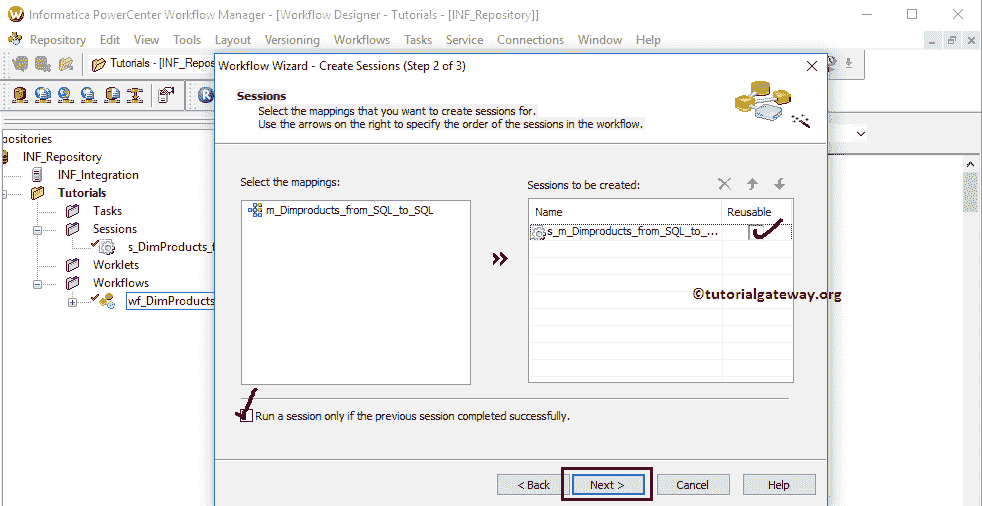 Informatica PowerCenter Workflow Manager - [Workflow Designer - Tutorials - [INF_Repository]]
Repository Edit View Tools Layout Versioning Workflows Tasks Service Connections Window Help
Tutorials - [INF_Repos
Workflow Wizard - Create Sessions (Step 2 of 3)
Sessions
Select the mappings that you want to create sessions for.
Use the arrows on the right to specify the order of the sessions in the workflow.
positories
INF_Repository
INF_Integration
Tutorials
Tasks
Sessions
s_DimProducts_f
Worklets
Workflows
wf_DimProducts
Select the mappings:
m_Dimproducts_from_SQL_to_SQL
»
Sessions to be created:
Name Reusable
s_m_Dimproducts_from_SQL_to_...
©tutorialgateway.org
Run a session only if the previous session completed successfully.
< Back Next > Cancel Help